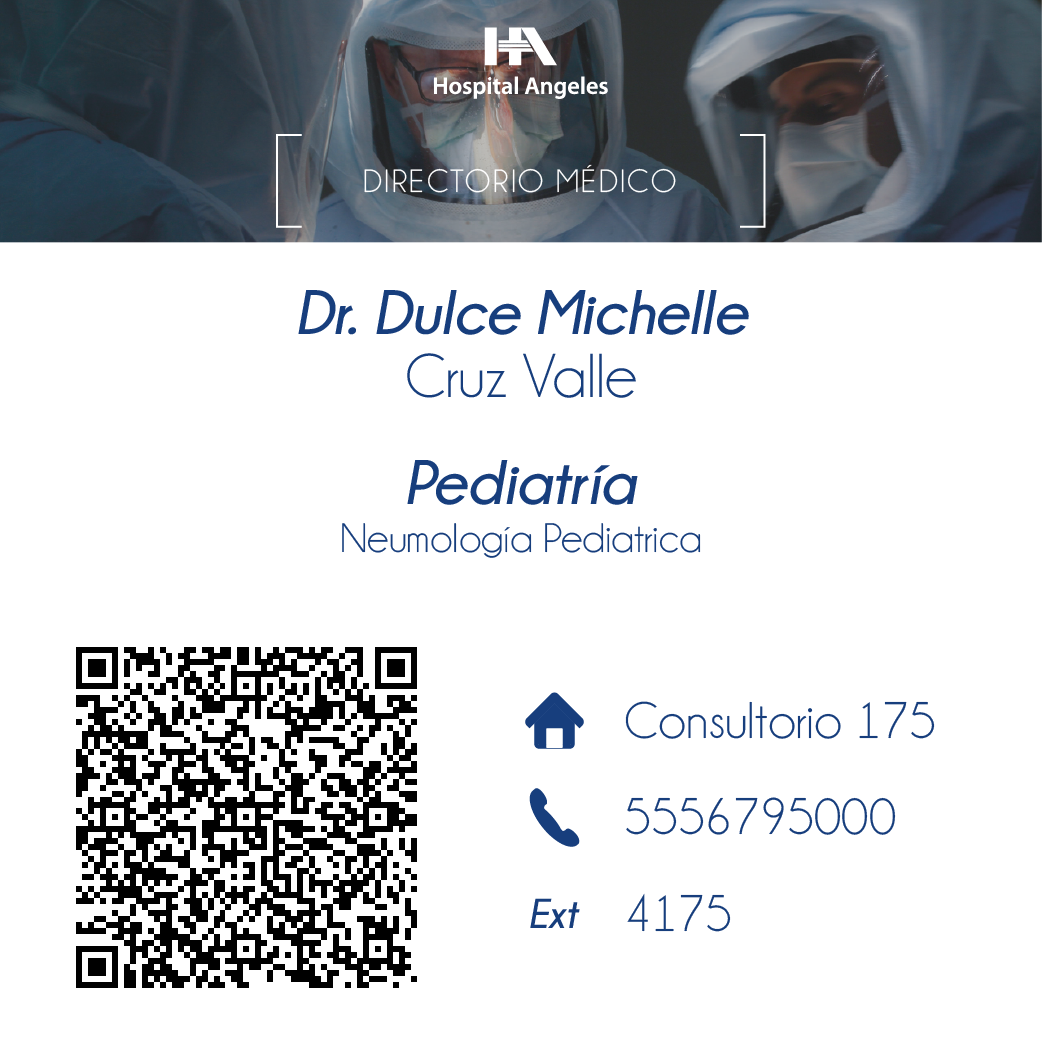 HA
Hospital Angeles
DIRECTORIO MÉDICO
Dr. Dulce Michelle
Cruz Valle
Pediatría
Neumología Pediatrica
Consultorio 175
5556795000
Ext 4175